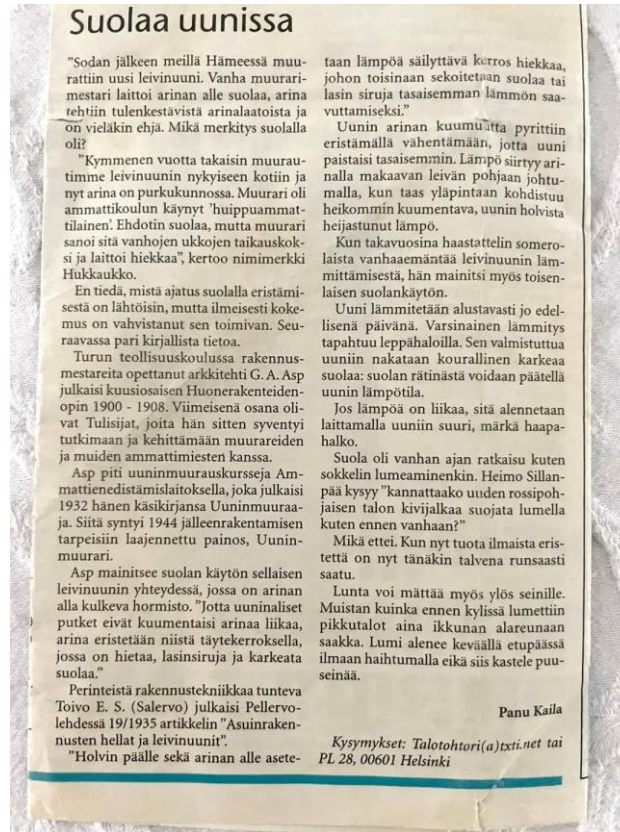 Suolaa uunissa
"Sodan jälkeen meillä Hämeessä muu-
rattiin uusi leivinuuni. Vanha muurari-
mestari laittoi arinan alle suolaa, arina
tehtiin tulenkestävistä arinalaatoista ja
on vieläkin ehjä. Mikä merkitys suolalla
oli?
"Kymmenen vuotta takaisin muurau-
timme leivinuunin nykyiseen kotiin ja
nyt arina on purkukunnossa. Muurari oli
ammattikoulun käynyt 'huippuammat-
tilainen'. Ehdotin suolaa, mutta muurari
sanoi sitä vanhojen ukkojen taikauskok-
si ja laittoi hiekkaa", kertoo nimimerkki
Hukkaukko.
En tiedä, mistä ajatus suolalla eristämi-
sestä on lähtöisin, mutta ilmeisesti koke-
mus on vahvistanut sen toimivan. Seu-
raavassa pari kirjallista tietoa.
Turun teollisuuskoulussa rakennus-
mestareita opettanut arkkitehti G. A. Asp
julkaisi kuusiosaisen Huonerakenteiden-
opin 1900 - 1908. Viimeisenä osana oli-
vat Tulisijat, joita hän sitten syventyi
tutkimaan ja kehittämään muurareiden
ja muiden ammattimiesten kanssa.
Asp piti uuninmuurauskursseja Am-
mattienedistämislaitoksella, joka julkaisi
1932 hänen käsikirjansa Uuninmuuraa-
ja. Siitä syntyi 1944 jälleenrakentamisen
tarpeisiin laajennettu painos, Uunin-
muurari.
Asp mainitsee suolan käytön sellaisen
leivinuunin yhteydessä, jossa on arinan
alla kulkeva hormisto. "Jotta uuninaliset
putket eivät kuumentaisi arinaa liikaa,
arina eristetään niistä täytekerroksella,
jossa on hietaa, lasinsiruja ja karkeata
suolaa."
Perinteistä rakennustekniikkaa tunteva
Toivo E. S. (Salervo) julkaisi Pellervo-
lehdessä 19/1935 artikkelin "Asuinraken-
nusten hellat ja leivinuunit".
"Holvin päälle sekä arinan alle asete-
taan lämpöä säilyttävä kerros hiekkaa,
johon toisinaan sekoitetaan suolaa tai
lasin siruja tasaisemman lämmön saa-
vuttamiseksi."
Uunin arinan kuumuutta pyrittiin
eristämällä vähentämään, jotta uuni
paistaisi tasaisemmin. Lämpö siirtyy ari-
nalla makaavan leivän pohjaan johtu-
malla, kun taas yläpintaan kohdistuu
heikommin kuumentava, uunin holvista
heijastunut lämpö.
Kun takavuosina haastattelin somero-
laista vanhaaemäntää leivinuunin läm-
mittämisestä, hän mainitsi myös toisen-
laisen suolankäytön.
Uuni lämmitetään alustavasti jo edel-
lisenä päivänä. Varsinainen lämmitys
tapahtuu leppähaloilla. Sen valmistuttua
uuniin nakataan kourallinen karkeaa
suolaa: suolan rätinästä voidaan päätellä
uunin lämpötila.
Jos lämpöä on liikaa, sitä alennetaan
laittamalla uuniin suuri, märkä haapa-
halko.
Suola oli vanhan ajan ratkaisu kuten
sokkelin lumeaminenkin. Heimo Sillan-
pää kysyy "kannattaako uuden rossipoh-
jaisen talon kivijalkaa suojata lumella
kuten ennen vanhaan?"
Mikä ettei. Kun nyt tuota ilmaista eris-
tettä on nyt tänäkin talvena runsaasti
saatu.
Lunta voi mättää myös ylös seinille.
Muistan kuinka ennen kylissä lumettiin
pikkutalot aina ikkunan alareunaan
saakka. Lumi alenee keväällä etupäässä
ilmaan haihtumalla eikä siis kastele puu-
seinää.
Panu Kaila
Kysymykset: Talotohtori(a)txti.net tai
PL 28, 00601 Helsinki